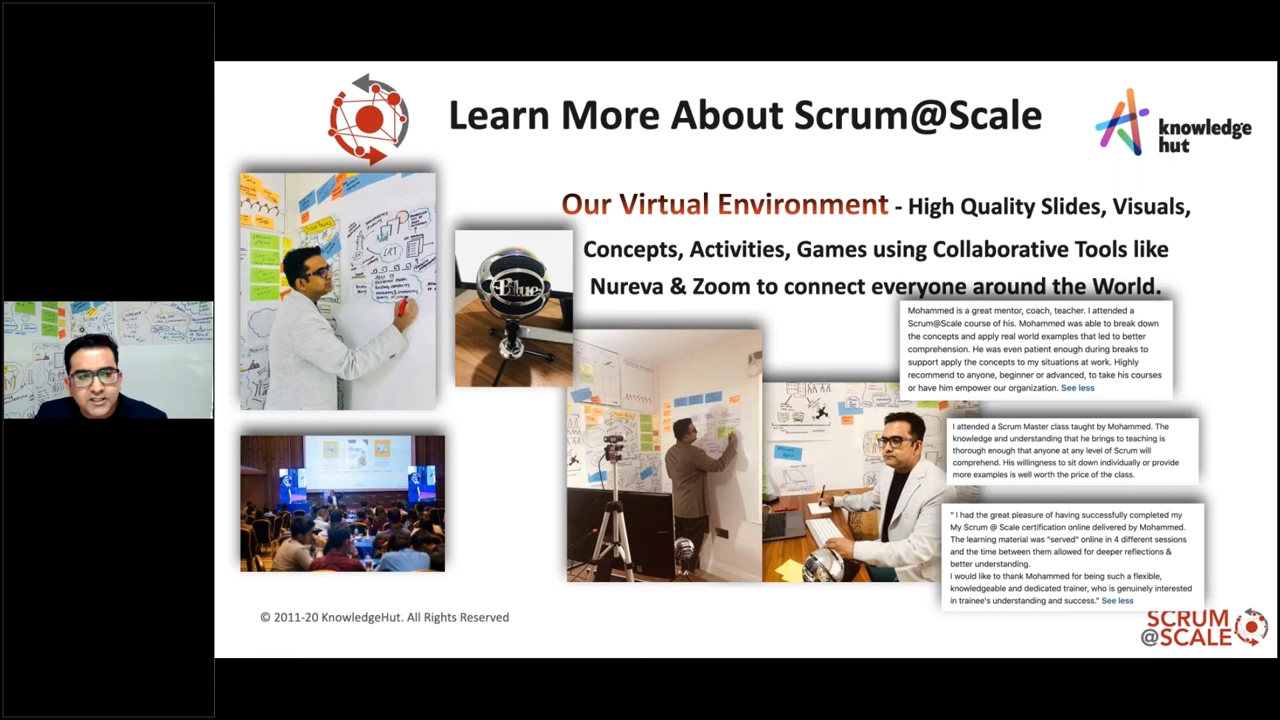 Learn More About Scrum@Scale
knowledge
hut
Our Virtual Environment - High Quality Slides, Visuals,
Concepts, Activities, Games using Collaborative Tools like
Nureva & Zoom to connect everyone around the World.
Blue
Mohammed is a great mentor, coach, teacher. I attended a
Scrum@Scale course of his. Mohammed was able to break down
the concepts and apply real world examples that led to better
comprehension. He was even patient enough during breaks to
support apply the concepts to my situations at work. Highly
recommend to anyone, beginner or advanced, to take his courses
or have him empower our organization. See less
I attended a Scrum Master class taught by Mohammed. The
knowledge and understanding that he brings to teaching is
thorough enough that anyone at any level of Scrum will
comprehend. His willingness to sit down individually or provide
more examples is well worth the price of the class.
" I had the great pleasure of having successfully completed my
My Scrum @ Scale certification online delivered by Mohammed.
The learning material was "served" online in 4 different sessions
and the time between them allowed for deeper reflections &
better understanding.
I would like to thank Mohammed for being such a flexible,
knowledgeable and dedicated trainer, who is genuinely interested
in trainee's understanding and success." See less
© 2011-20 KnowledgeHut. All Rights Reserved
SCRUM
@SCALE